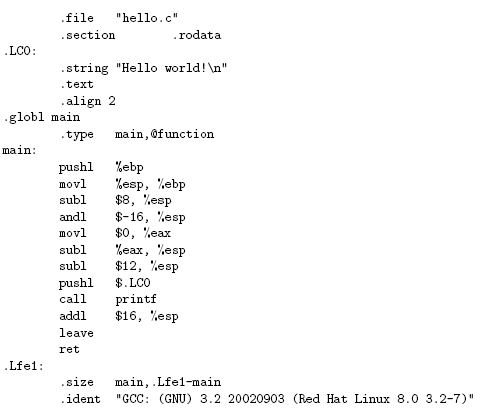 .file "hello.c"
.section .rodata
.LC0:
.string "Hello world!\n"
.text
.align 2
.globl main
.type main,@function
main:
pushl %ebp
movl %esp, %ebp
subl $8, %esp
andl $-16, %esp
movl $0, %eax
subl %eax, %esp
subl $12, %esp
pushl $.LC0
call printf
addl $16, %esp
leave
ret
.Lfe1:
.size main,.Lfe1-main
.ident "GCC: (GNU) 3.2 20020903 (Red Hat Linux 8.0 3.2-7)"